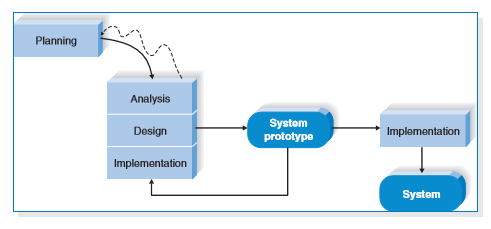 Planning
Analysis
Design
Implementation
System
prototype
Implementation
System